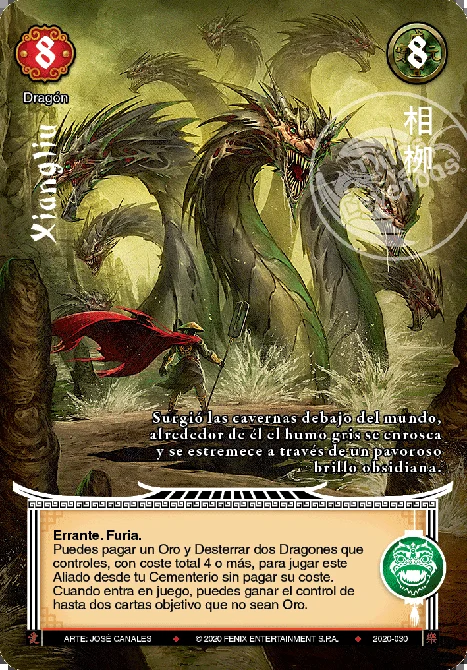 8
8
Dragón
Xiangliu
相柳
Surgió las cavernas debajo del mundo,
alrededor de él el humo gris se enrosca
y se estremece a través de un pavoroso
brillo obsidiana.
Errante. Furia.
Puedes pagar un Oro y Desterrar dos Dragones que
controles, con coste total 4 o más, para jugar este
Aliado desde tu Cementerio sin pagar su coste.
Cuando entra en juego, puedes ganar el control de
hasta dos cartas objetivo que no sean Oro.
ARTE: JOSÉ CANALES ◆ © 2020 FENIX ENTERTAINMENT S.P.A. ◆ 2020-030